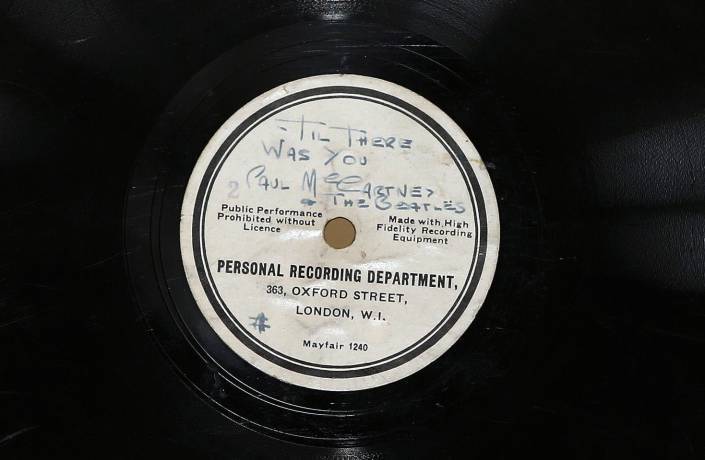 'TIL THERE
WAS YOU
2 PAUL McCARTNEY
& THE BEATLES
Public Performance
Prohibited without
Licence
Made with High
Fidelity Recording
Equipment
PERSONAL RECORDING DEPARTMENT,
363, OXFORD STREET,
LONDON, W.1.
#
Mayfair 1240